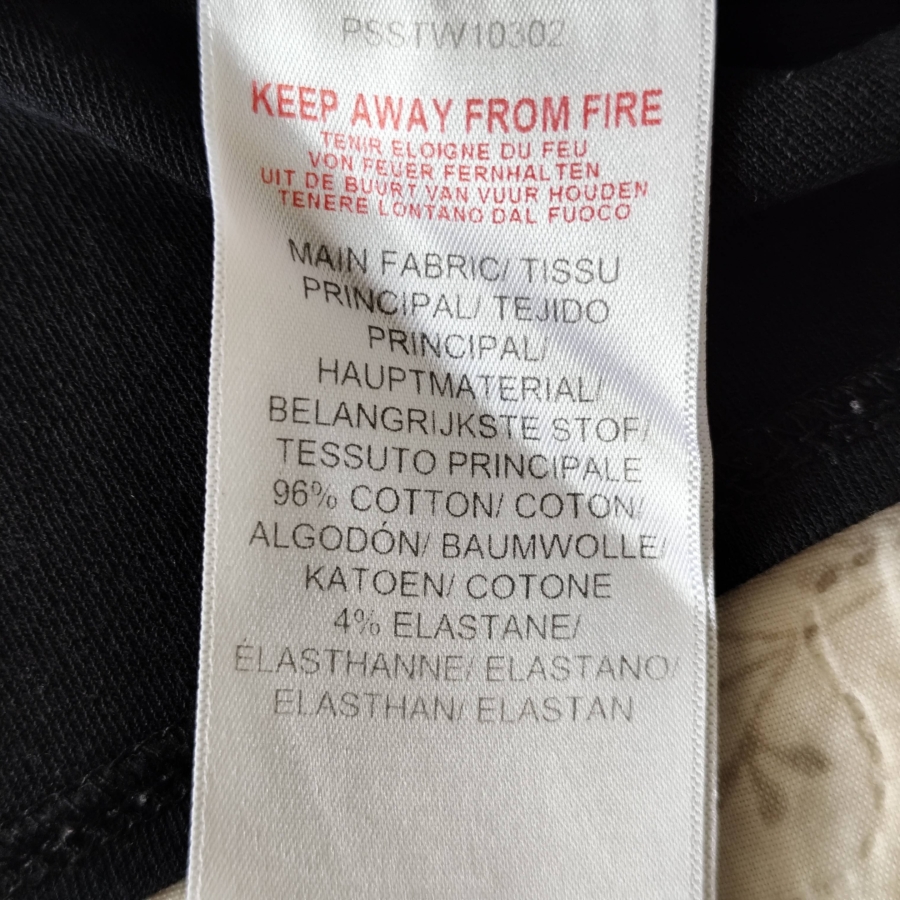 PSSTW10302
KEEP AWAY FROM FIRE
TENIR ELOIGNE DU FEU
VON FEUER FERNHALTEN
UIT DE BUURT VAN VUUR HOUDEN
TENERE LONTANO DAL FUOCO
MAIN FABRIC/ TISSU
PRINCIPAL/ TEJIDO
PRINCIPAL/
HAUPTMATERIAL/
BELANGRIJKSTE STOF/
TESSUTO PRINCIPALE
96% COTTON/ COTON/
ALGODÓN/ BAUMWOLLE/
KATOEN/ COTONE
4% ELASTANE/
ÉLASTHANNE/ ELASTANO/
ELASTHAN/ ELASTAN